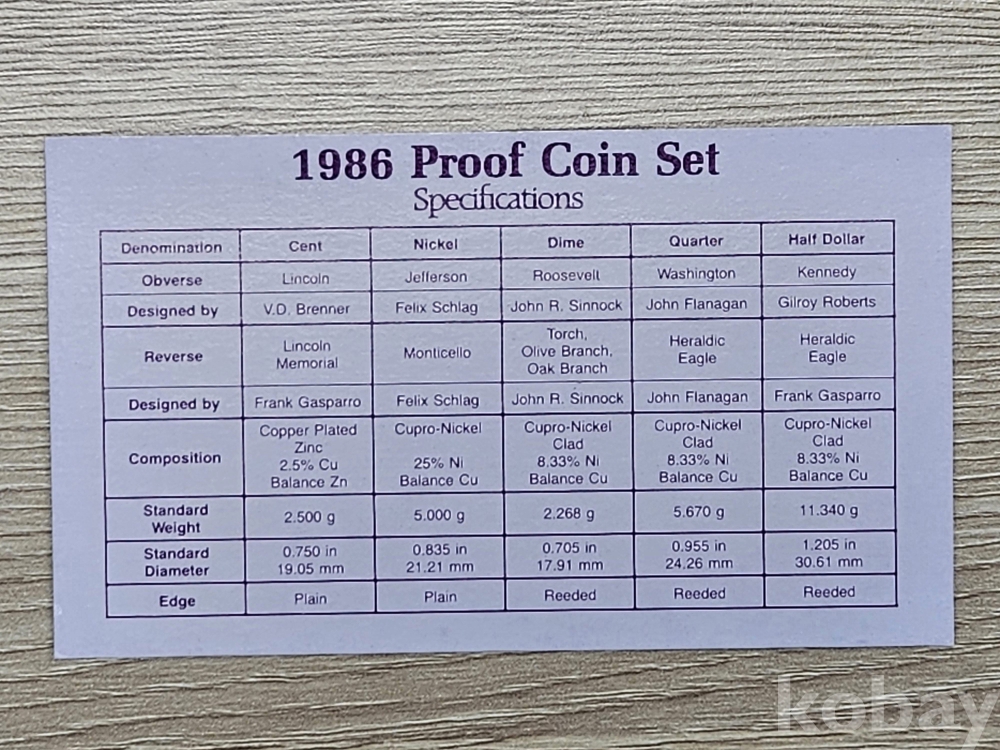 1986 Proof Coin Set
Specifications
Denomination Cent Nickel Dime Quarter Half Dollar
Obverse Lincoln Jefferson Roosevelt Washington Kennedy
Designed by V.D. Brenner Felix Schlag John R. Sinnock John Flanagan Gilroy Roberts
Reverse Lincoln Memorial Monticello Torch, Olive Branch, Oak Branch Heraldic Eagle Heraldic Eagle
Designed by Frank Gasparro Felix Schlag John R. Sinnock John Flanagan Frank Gasparro
Composition Copper Plated Zinc 2.5% Cu Balance Zn Cupro-Nickel 25% Ni Balance Cu Cupro-Nickel Clad 8.33% Ni Balance Cu Cupro-Nickel Clad 8.33% Ni Balance Cu Cupro-Nickel Clad 8.33% Ni Balance Cu
Standard Weight 2.500 g 5.000 g 2.268 g 5.670 g 11.340 g
Standard Diameter 0.750 in 19.05 mm 0.835 in 21.21 mm 0.705 in 17.91 mm 0.955 in 24.26 mm 1.205 in 30.61 mm
Edge Plain Plain Reeded Reeded Reeded
kobay